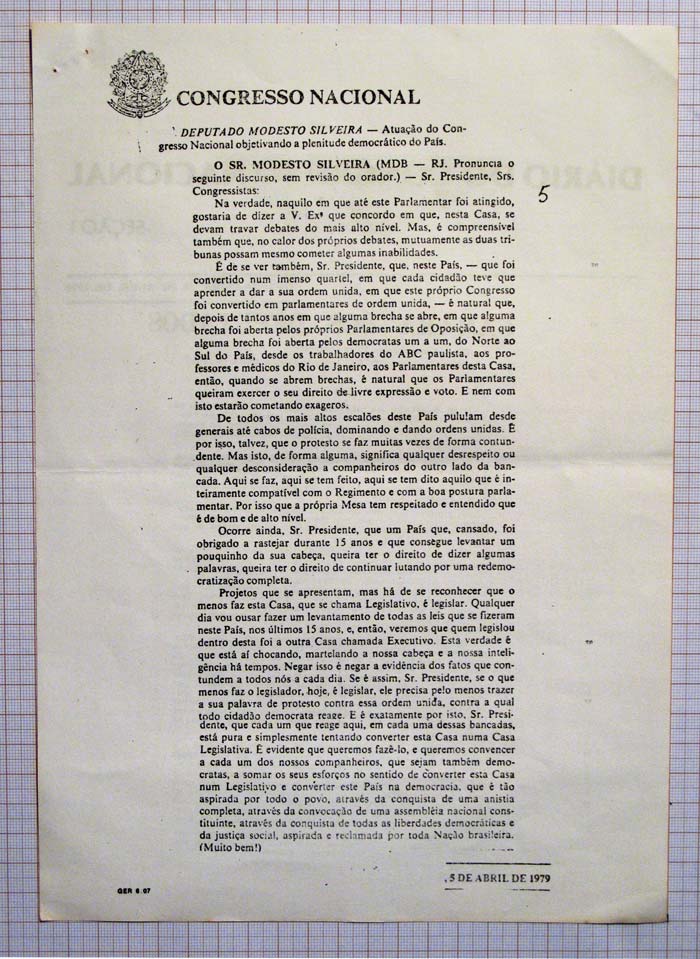 CONGRESSO NACIONAL
DEPUTADO MODESTO SILVEIRA — Atuação do Con-
gresso Nacional objetivando a plenitude democrático do País.
O SR. MODESTO SILVEIRA (MDB — RJ. Pronuncia o
seguinte discurso, sem revisão do orador.) — Sr. Presidente, Srs.
Congressistas:
5
Na verdade, naquilo em que até este Parlamentar foi atingido,
gostaria de dizer a V. Exª que concordo em que, nesta Casa, se
devam travar debates do mais alto nível. Mas, é compreensível
também que, no calor dos próprios debates, mutuamente as duas tri-
bunas possam mesmo cometer algumas inabilidades.
É de se ver também, Sr. Presidente, que, neste País, — que foi
convertido num imenso quartel, em que cada cidadão teve que
aprender a dar a sua ordem unida, em que este próprio Congresso
foi convertido em parlamentares de ordem unida, — é natural que,
depois de tantos anos em que alguma brecha se abre, em que alguma
brecha foi aberta pelos próprios Parlamentares de Oposição, em que
alguma brecha foi aberta pelos democratas um a um, do Norte ao
Sul do País, desde os trabalhadores do ABC paulista, aos pro-
fessores e médicos do Rio de Janeiro, aos Parlamentares desta Casa,
então, quando se abrem brechas, é natural que os Parlamentares
queiram exercer o seu direito de livre expressão e voto. E nem com
isto estarão cometando exageros.
De todos os mais altos escalões deste País pululam desde
generais até cabos de polícia, dominando e dando ordens unidas. É
por isso, talvez, que o protesto se faz muitas vezes de forma contun-
dente. Mas isto, de forma alguma, significa qualquer desrespeito ou
qualquer desconsideração a companheiros do outro lado da ban-
cada. Aqui se faz, aqui se tem feito, aqui se tem dito aquilo que é in-
teiramente compatível com o Regimento e com a boa postura parla-
mentar. Por isso que a própria Mesa tem respeitado e entendido que
é de bom e de alto nível.
Ocorre ainda, Sr. Presidente, que um País que, cansado, foi
obrigado a rastejar durante 15 anos e que consegue levantar um
pouquinho da sua cabeça, queira ter o direito de dizer algumas
palavras, queira ter o direito de continuar lutando por uma redemo-
cratização completa.
Projetos que se apresentam, mas há de se reconhecer que o
menos faz esta Casa, que se chama Legislativo, é legislar. Qualquer
dia vou ousar fazer um levantamento de todas as leis que se fizeram
neste País, nos últimos 15 anos, e, então, veremos que quem legislou
dentro desta foi a outra Casa chamada Executivo. Esta verdade é
que está aí chocando, martelando a nossa cabeça e a nossa inteli-
gência há tempos. Negar isso é negar a evidência dos fatos que con-
tundem a todos nós a cada dia. Se é assim, Sr. Presidente, se o que
menos faz o legislador, hoje, é legislar, ele precisa pelo menos trazer
a sua palavra de protesto contra essa ordem unida, contra a qual
todo cidadão democrata reage. E é exatamente por isto, Sr. Presi-
dente, que cada um que reage aqui, em cada uma dessas bancadas,
está pura e simplesmente tentando converter esta Casa numa Casa
Legislativa. É evidente que queremos fazê-lo, e queremos convencer
a cada um dos nossos companheiros, que sejam também demo-
cratas, a somar os seus esforços no sentido de converter esta Casa
num Legislativo e convérter este País na democracia, que é tão
aspirada por todo o povo, através da conquista de uma anistia
completa, através da convocação de uma assembléia nacional cons-
tituinte, através da conquista de todas as liberdades democráticas e
da justiça social, aspirada e reclamada por toda Nação brasileira.
(Muito bem!)
5 DE ABRIL DE 1979
GER 6.07